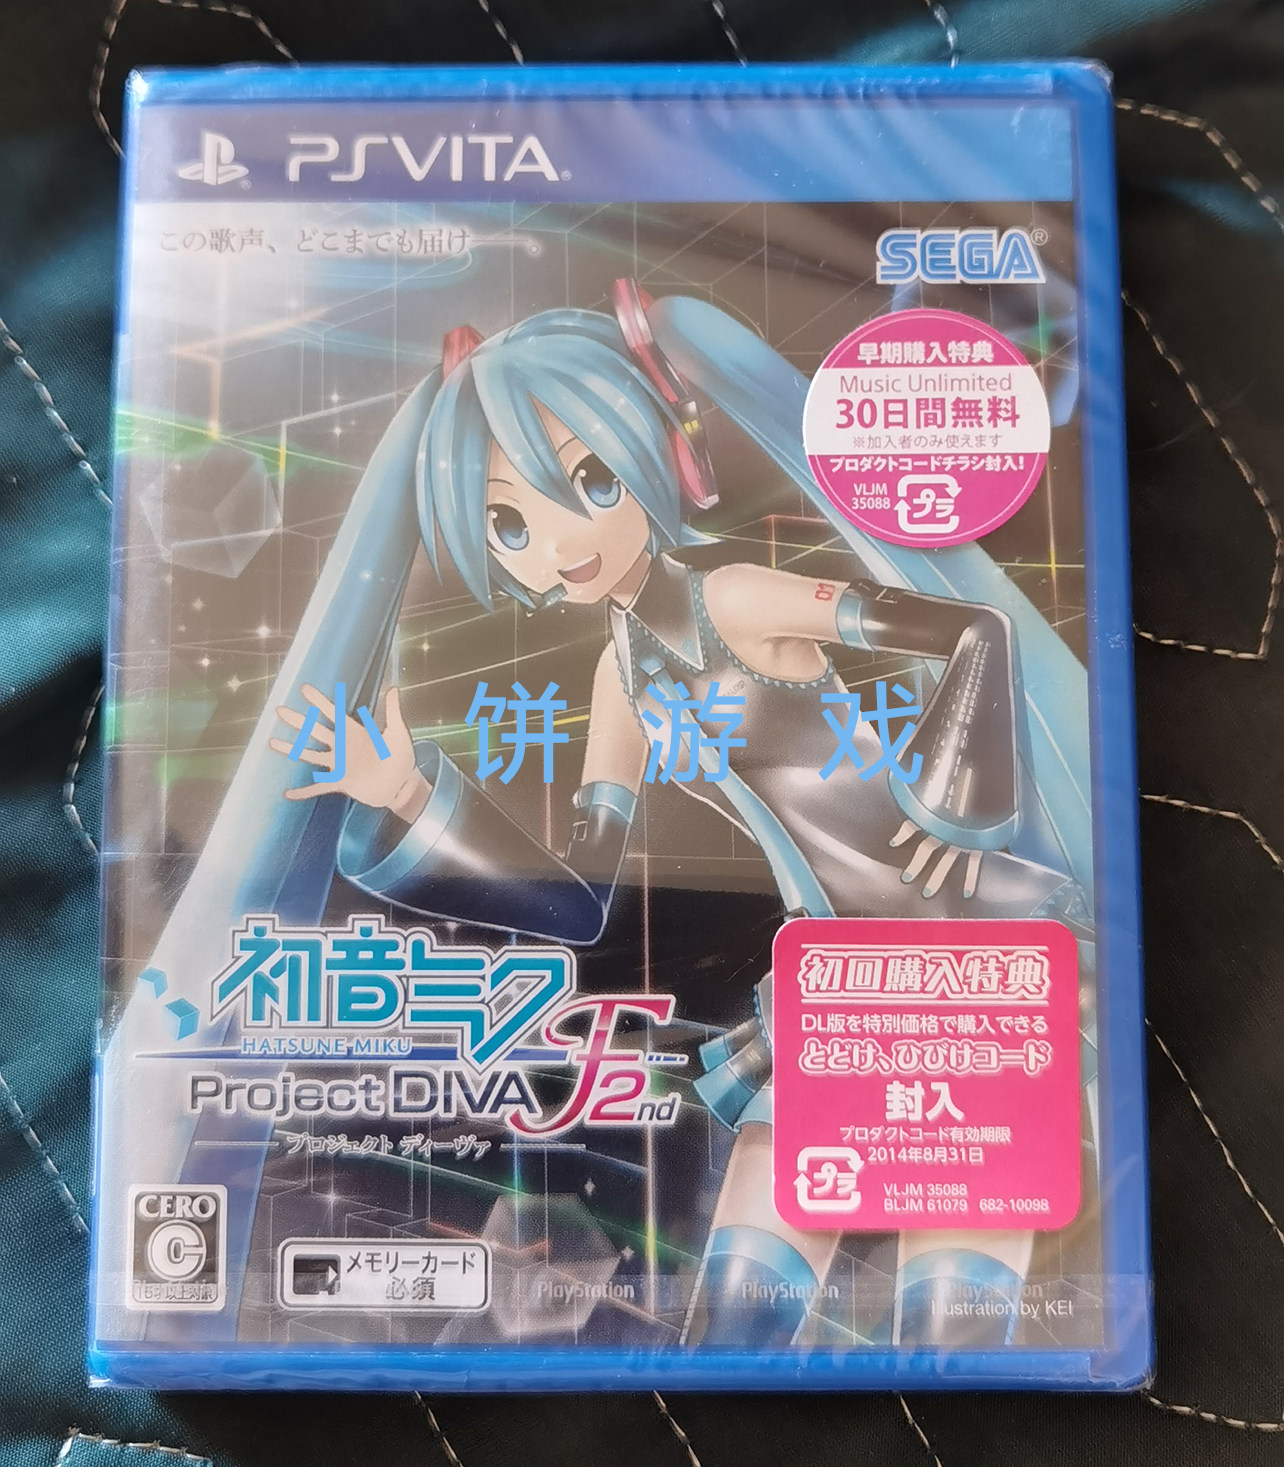 PSVITA
この歌声、どこまでも届け——。
SEGA®
早期購入特典
Music Unlimited
30日間無料
※加入者のみ使えます
プロダクトコードチラシ封入!
VLJM
35088
プラ
01
小饼游戏
初音ミク
HATSUNE MIKU
Project DIVA F 2nd
プロジェクト ディーヴァ
初回購入特典
DL版を特別価格で購入できる
とどけ、ひびけコード
封入
プロダクトコード有効期限
2014年8月31日
プラ
VLJM 35088
BLJM 61079 682-10098
CERO
C
メモリーカード
必須
PlayStation
PlayStation
PlayStation
Illustration by KEI